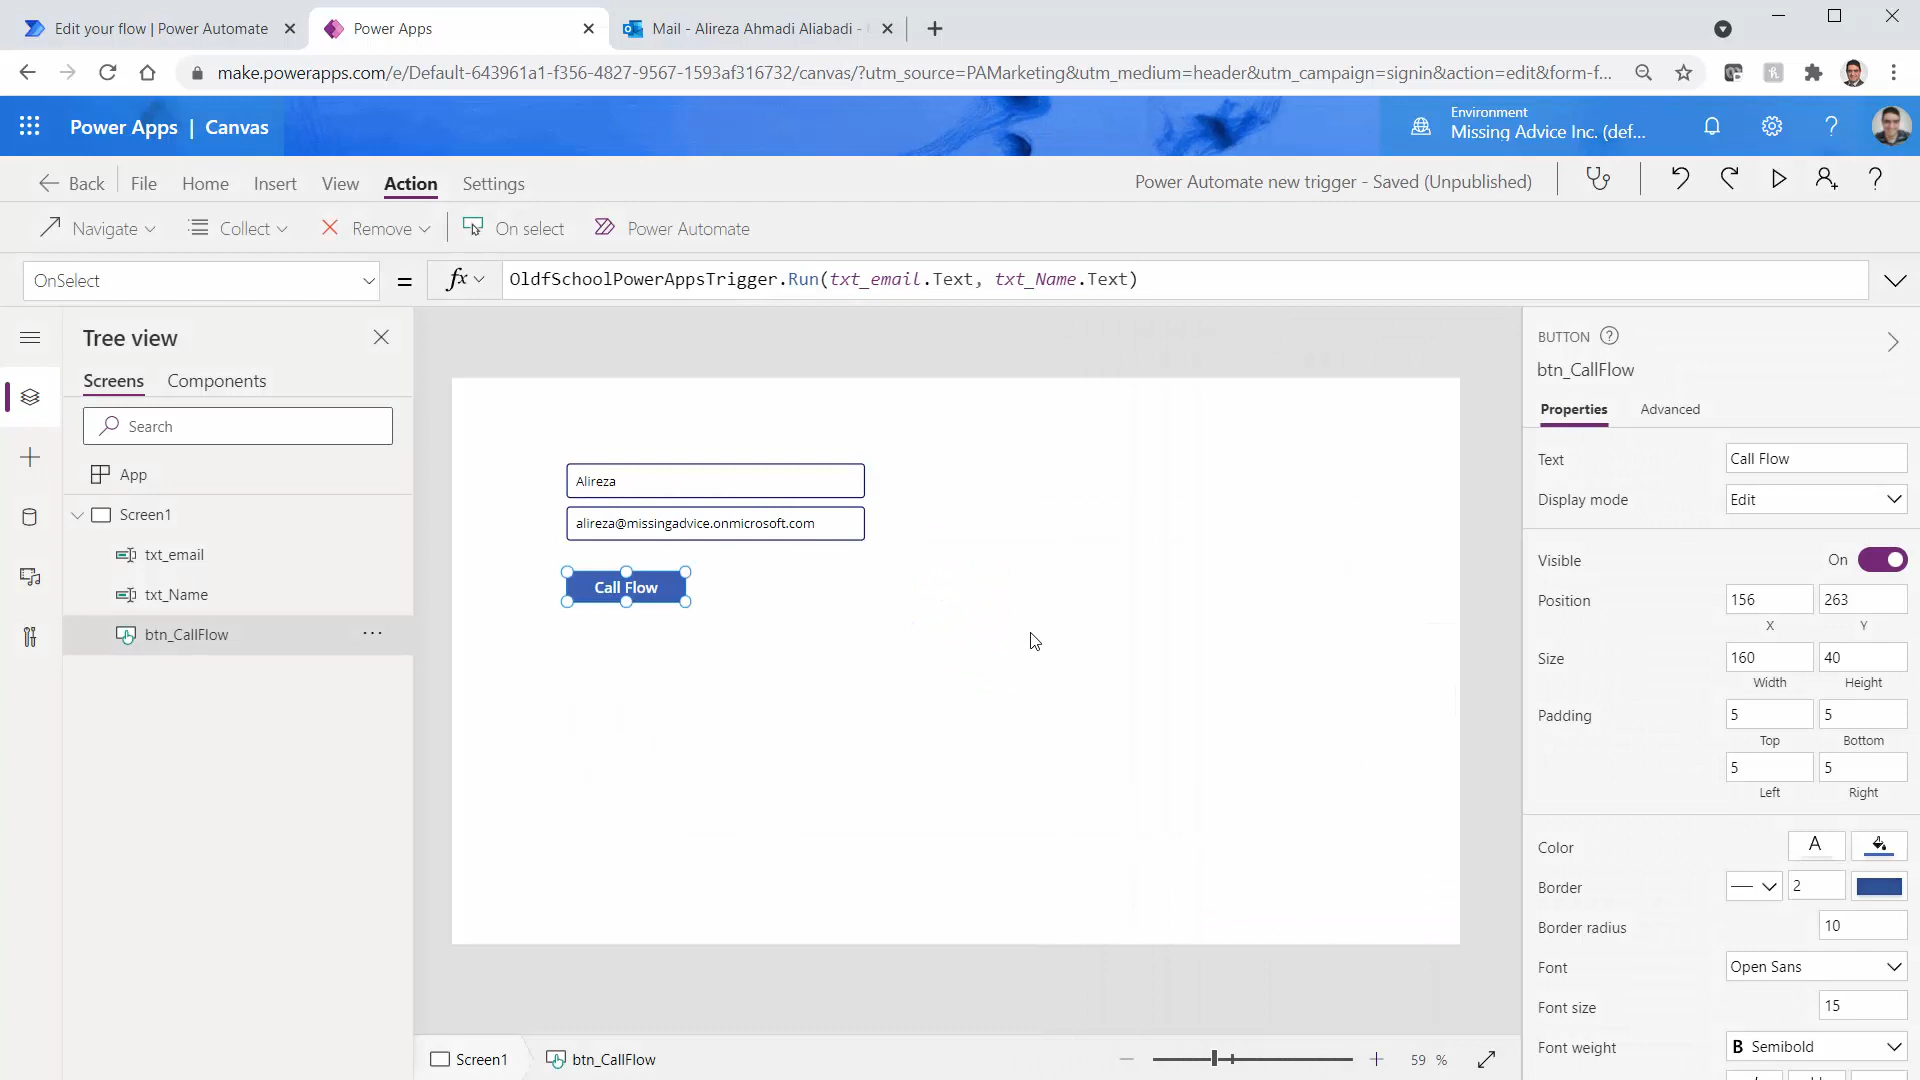 Edit your flow | Power Automate
Power Apps
Mail - Alireza Ahmadi Aliabadi -
make.powerapps.com/e/Default-643961a1-f356-4827-9567-1593af316732/canvas/?utm_source=PAMarketing&utm_medium=header&utm_campaign=signin&action=edit&form-f...
Power Apps | Canvas
Environment
Missing Advice Inc. (def...
Back
File
Home
Insert
View
Action
Settings
Power Automate new trigger - Saved (Unpublished)
Navigate
Collect
Remove
On select
Power Automate
OnSelect
=
fx
OldfSchoolPowerAppsTrigger.Run(txt_email.Text, txt_Name.Text)
Tree view
Screens
Components
Search
App
Screen1
txt_email
txt_Name
btn_CallFlow
Alireza
alireza@missingadvice.onmicrosoft.com
Call Flow
BUTTON
btn_CallFlow
Properties
Advanced
Text
Call Flow
Display mode
Edit
Visible
On
Position
156
263
X
Y
Size
160
40
Width
Height
Padding
5
5
Top
Bottom
5
5
Left
Right
Color
A
Border
2
Border radius
10
Font
Open Sans
Font size
15
Font weight
B Semibold
Screen1
btn_CallFlow
59 %